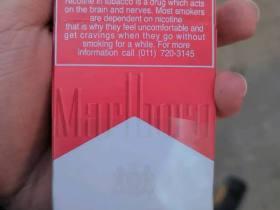 Nicotine in tobacco is a drug which acts
on the brain and nerves. Most smokers
are dependent on nicotine
that is why they feel uncomfortable and
get cravings when they go without
smoking for a while. For more
information call (011) 720-3145
Marlboro